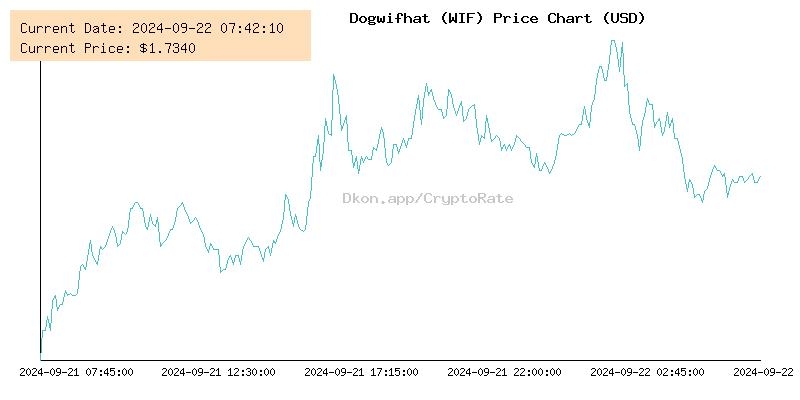 Dogwifhat (WIF) Price Chart (USD)
Current Date: 2024-09-22 07:42:10
Current Price: $1.7340
Dkon.app/CryptoRate
2024-09-21 07:45:00
2024-09-21 12:30:00
2024-09-21 17:15:00
2024-09-21 22:00:00
2024-09-22 02:45:00
2024-09-22